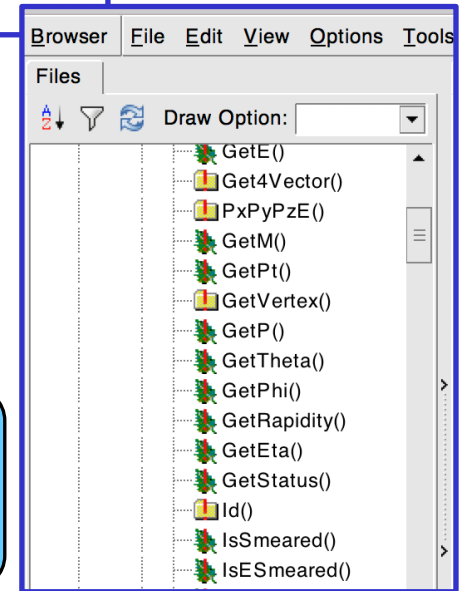 Browser File Edit View Options Tools
Files
Draw Option:
GetE()
Get4Vector()
PxPyPzE()
GetM()
GetPt()
GetVertex()
GetP()
GetTheta()
GetPhi()
GetRapidity()
GetEta()
GetStatus()
Id()
IsSmeared()
IsESmeared()